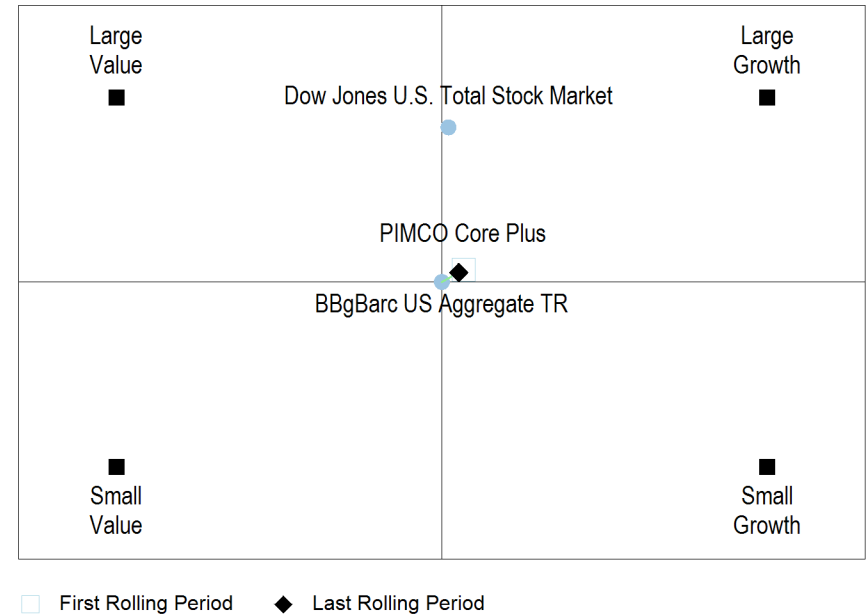 Large
Value
Large
Growth
Dow Jones U.S. Total Stock Market
PIMCO Core Plus
BBgBarc US Aggregate TR
Small
Value
Small
Growth
First Rolling Period
Last Rolling Period